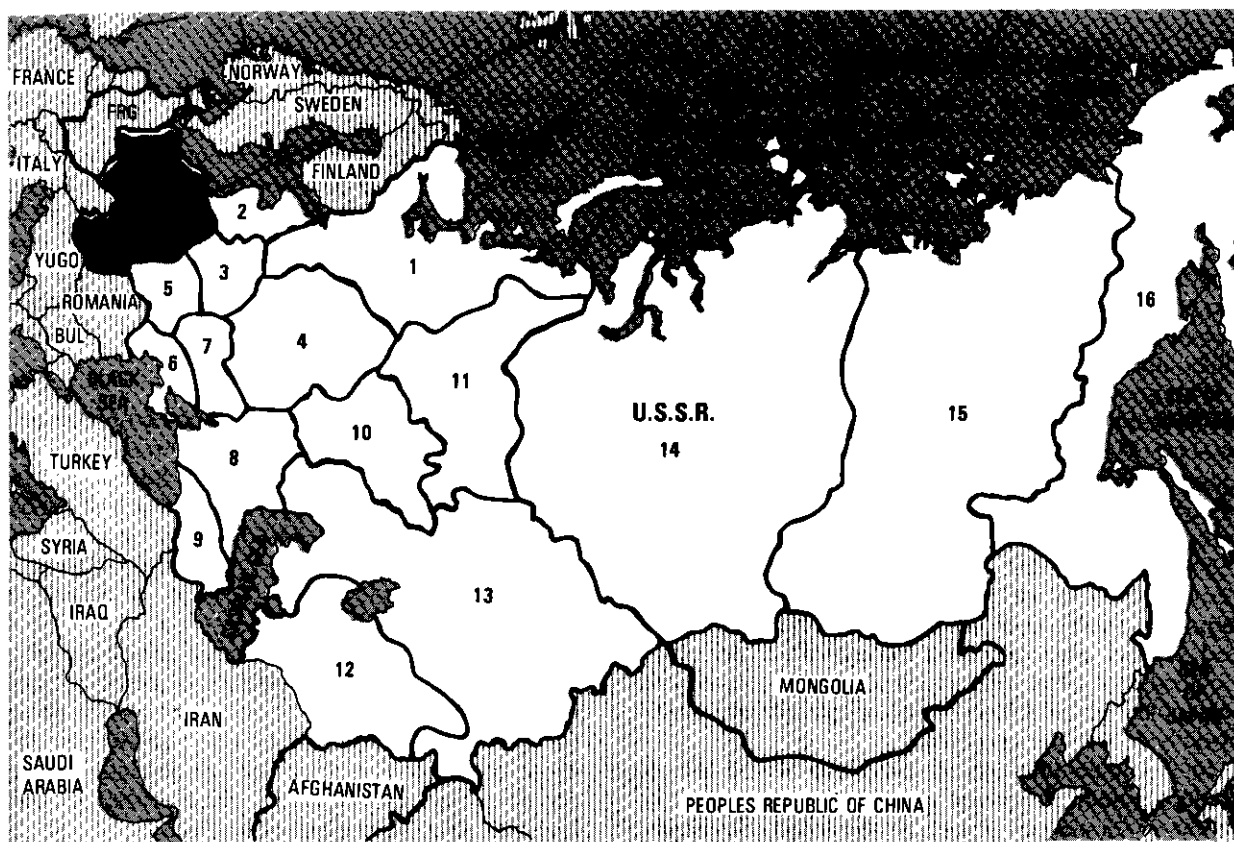 FRANCE
NORWAY
FRG
SWEDEN
ITALY
FINLAND
2
YUGO
3
1
5
ROMANIA
16
BUL
7
4
6
11
BLACK
SEA
U.S.S.R.
15
10
14
8
TURKEY
9
SYRIA
13
IRAQ
12
MONGOLIA
IRAN
SAUDI
ARABIA
AFGHANISTAN
PEOPLES REPUBLIC OF CHINA